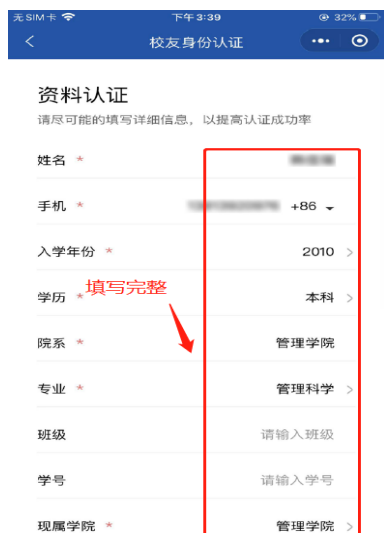 无SIM卡 下午3:39 32%
校友身份认证
资料认证
请尽可能的填写详细信息，以提高认证成功率
姓名 *
手机 * +86
入学年份 * 2010
学历 * 本科
填写完整
院系 * 管理学院
专业 * 管理科学
班级 请输入班级
学号 请输入学号
现属学院 * 管理学院